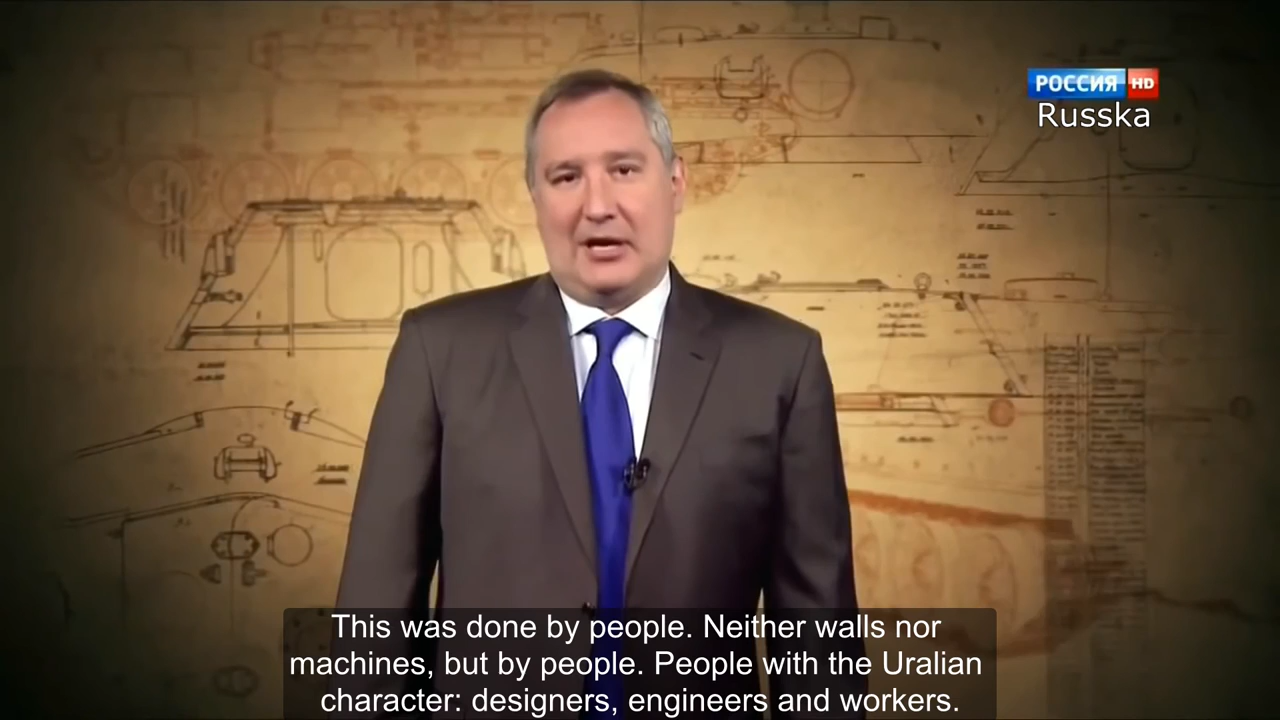 РОССИЯ HD
Russka
This was done by people. Neither walls nor
machines, but by people. People with the Uralian
character: designers, engineers and workers.